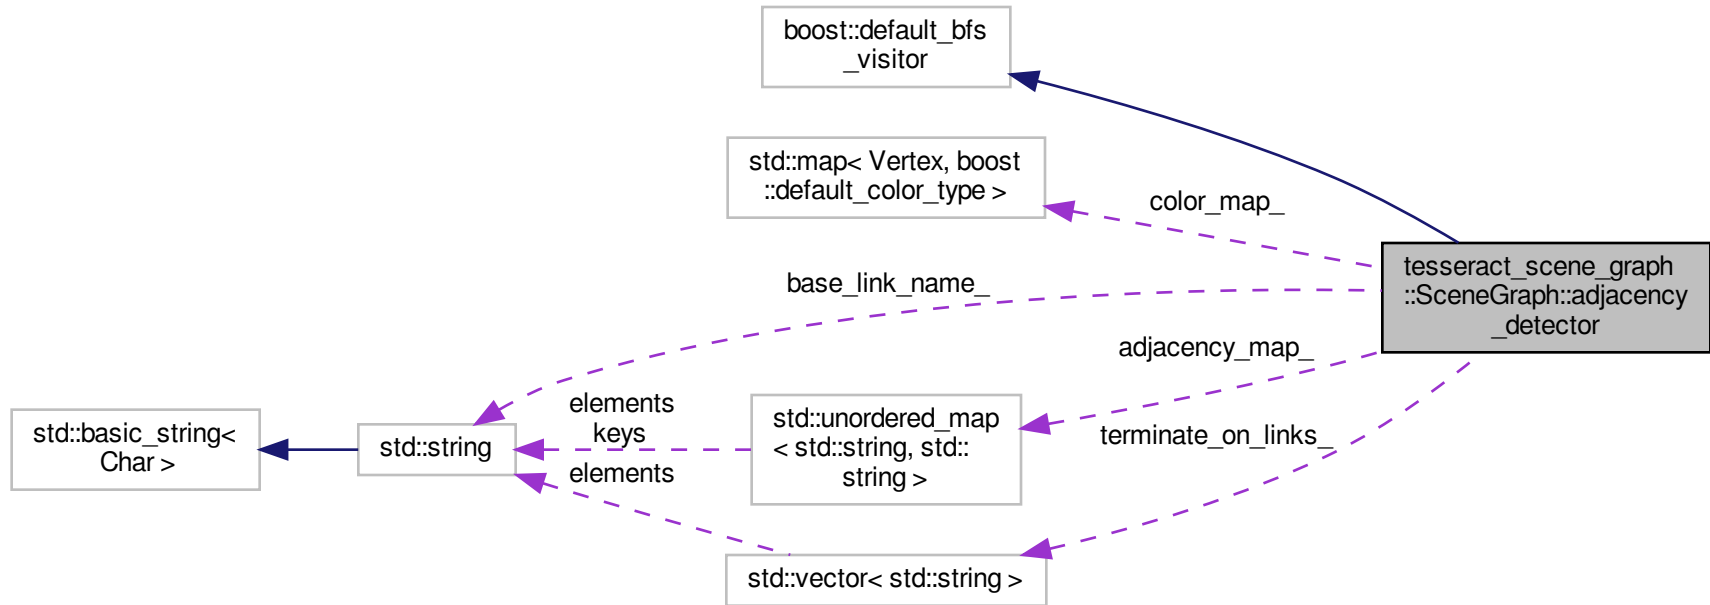 boost::default_bfs
_visitor
std::map< Vertex, boost
::default_color_type >
color_map_
tesseract_scene_graph
::SceneGraph::adjacency
_detector
base_link_name_
adjacency_map_
std::basic_string<
Char >
std::string
elements
keys
elements
std::unordered_map
< std::string, std::
string >
terminate_on_links_
std::vector< std::string >